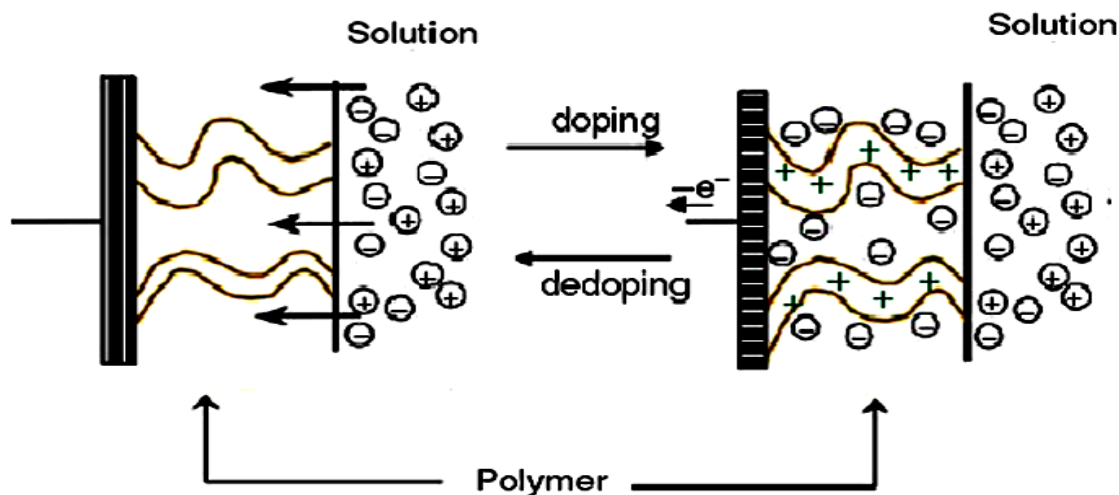 Solution
Solution
doping
–e⁻
dedoping
Polymer